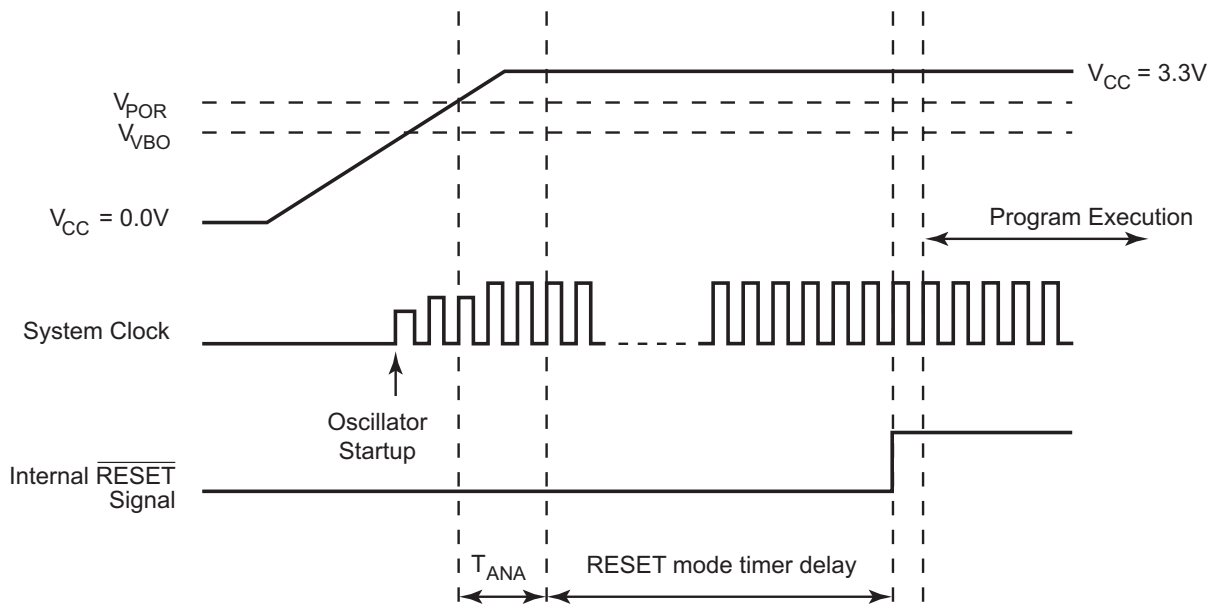 V_CC = 3.3V
V_POR
V_VBO
V_CC = 0.0V
Program Execution
System Clock
Oscillator
Startup
Internal R̅E̅S̅E̅T̅
Signal
T_ANA
RESET mode timer delay